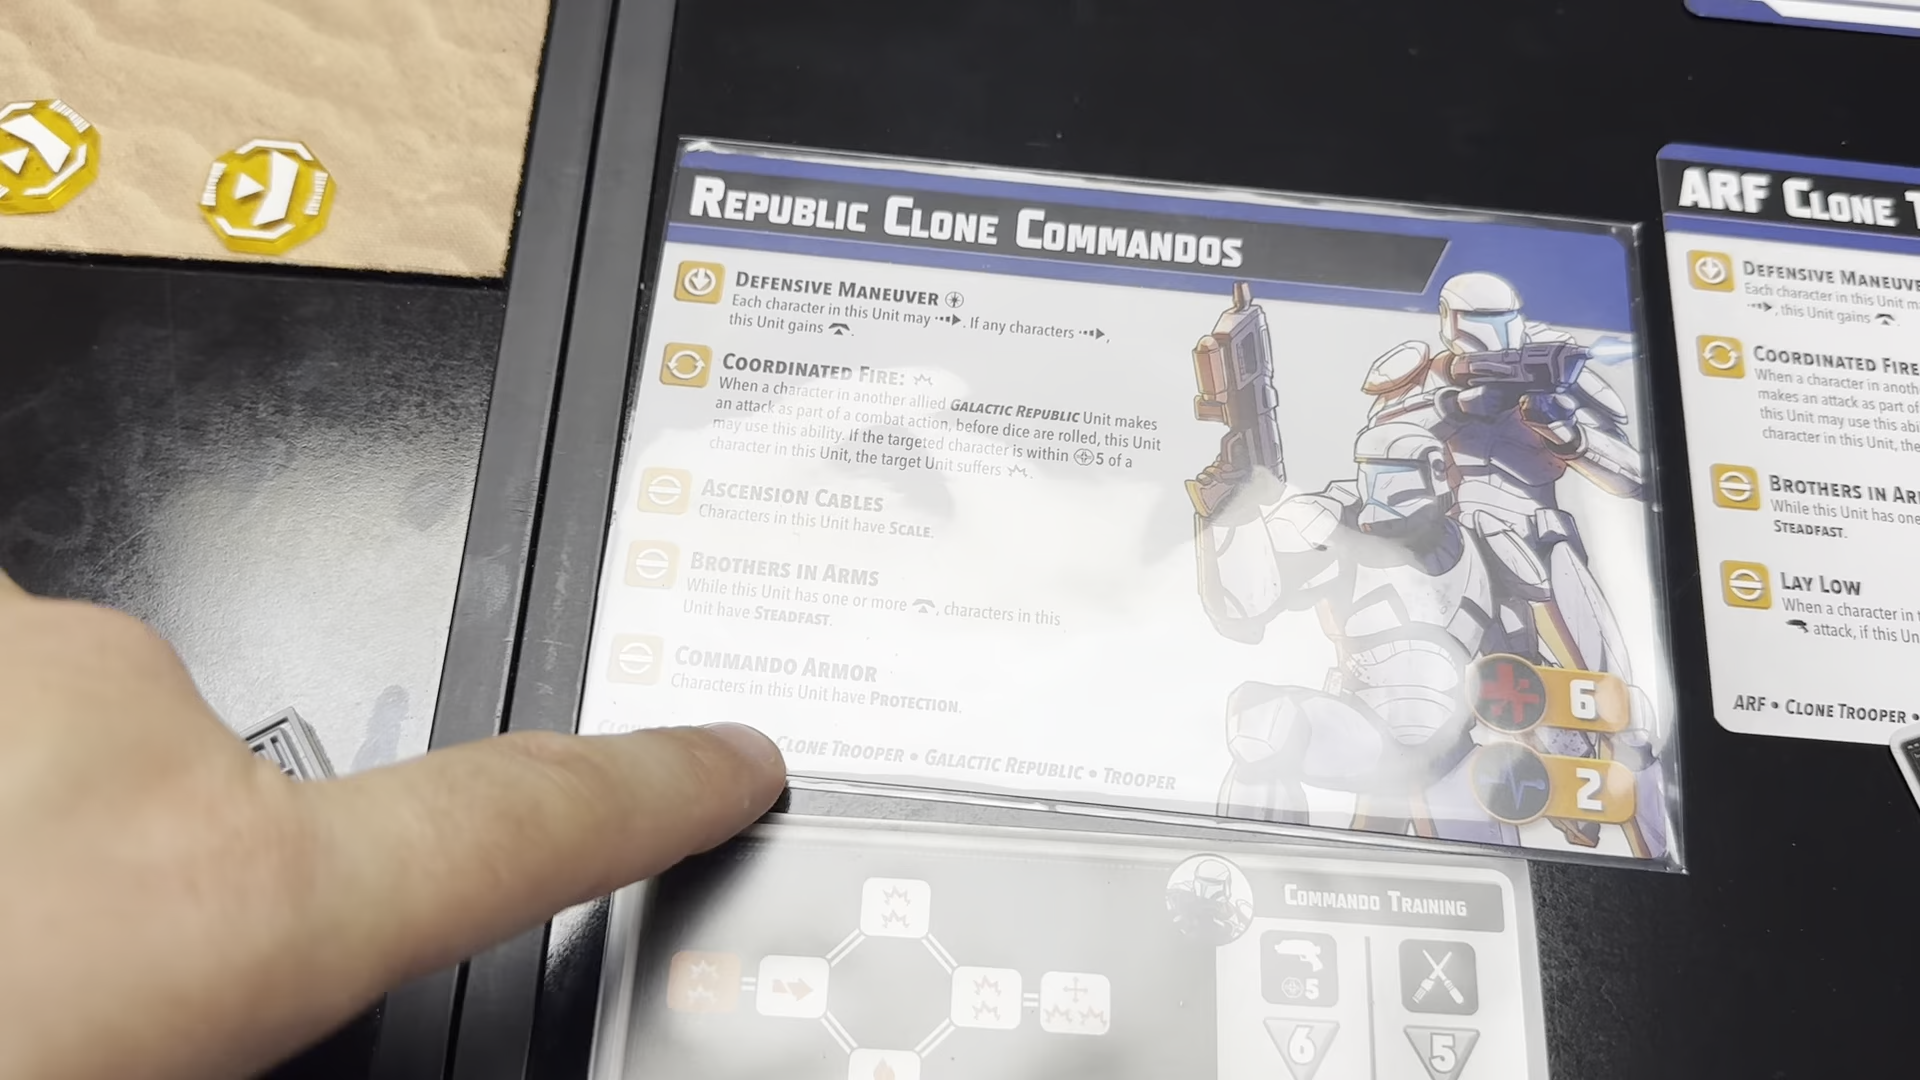 REPUBLIC CLONE COMMANDOS
DEFENSIVE MANEUVER
Each character in this Unit may . If any characters ,
this Unit gains .
COORDINATED FIRE:
When a character in another allied GALACTIC REPUBLIC Unit makes
an attack as part of a combat action, before dice are rolled, this Unit
may use this ability. If the targeted character is within 5 of a
character in this Unit, the target Unit suffers .
ASCENSION CABLES
Characters in this Unit have SCALE.
BROTHERS IN ARMS
While this Unit has one or more , characters in this
Unit have STEADFAST.
COMMANDO ARMOR
Characters in this Unit have PROTECTION.
CLONE TROOPER • GALACTIC REPUBLIC • TROOPER
6
2
ARF CLONE
DEFENSIVE MANEUVE
Each character in this Unit m
, this Unit gains .
COORDINATED FIRE
When a character in anoth
makes an attack as part of
this Unit may use this abi
character in this Unit, the
BROTHERS IN AR
While this Unit has one
STEADFAST.
LAY LOW
When a character in t
attack, if this Un
ARF • CLONE TROOPER •
COMMANDO TRAINING
5
6
5